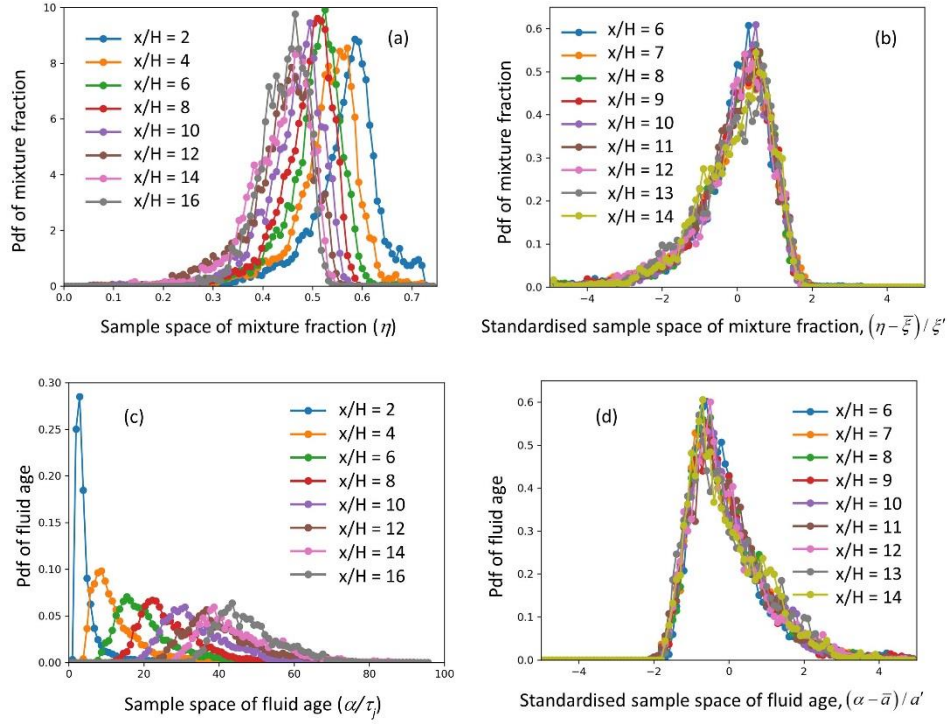 (a)
x/H = 2
x/H = 4
x/H = 6
x/H = 8
x/H = 10
x/H = 12
x/H = 14
x/H = 16
Pdf of mixture fraction
10
8
6
4
2
0
0.0 0.1 0.2 0.3 0.4 0.5 0.6 0.7
Sample space of mixture fraction (η)
(b)
x/H = 6
x/H = 7
x/H = 8
x/H = 9
x/H = 10
x/H = 11
x/H = 12
x/H = 13
x/H = 14
Pdf of mixture fraction
0.6
0.5
0.4
0.3
0.2
0.1
0.0
−4 −2 0 2 4
Standardised sample space of mixture fraction, (η − ξ̅) / ξ′
(c)
x/H = 2
x/H = 4
x/H = 6
x/H = 8
x/H = 10
x/H = 12
x/H = 14
x/H = 16
Pdf of fluid age
0.30
0.25
0.20
0.15
0.10
0.05
0.00
0 20 40 60 80 100
Sample space of fluid age (α/τj)
(d)
x/H = 6
x/H = 7
x/H = 8
x/H = 9
x/H = 10
x/H = 11
x/H = 12
x/H = 13
x/H = 14
Pdf of fluid age
0.6
0.5
0.4
0.3
0.2
0.1
0.0
−4 −2 0 2 4
Standardised sample space of fluid age, (α − a̅) / a′